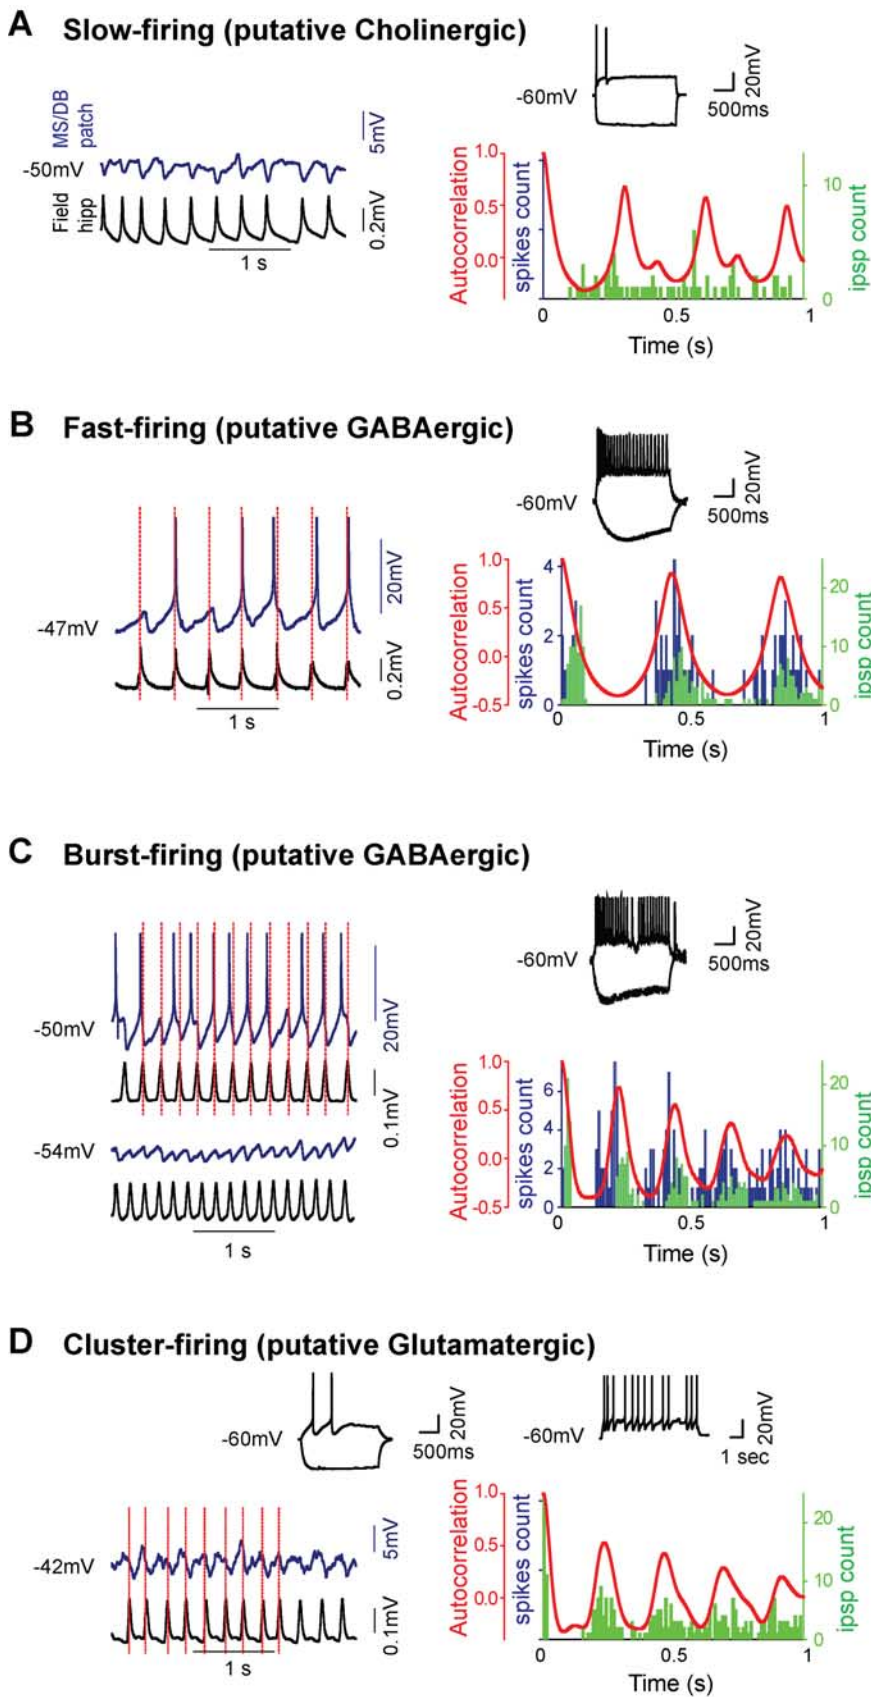 A Slow-firing (putative Cholinergic)
-60mV
20mV
500ms
MS/DB
patch
-50mV
5mV
Field
hipp
0.2mV
1 s
Autocorrelation
1.0
0.5
0.0
spikes count
10
0
ipsp count
0 0.5 1
Time (s)
B Fast-firing (putative GABAergic)
-60mV
20mV
500ms
-47mV
20mV
0.2mV
1 s
Autocorrelation
1.0
0.5
0.0
-0.5
spikes count
4
2
0
20
10
0
ipsp count
0 0.5 1
Time (s)
C Burst-firing (putative GABAergic)
-60mV
20mV
500ms
-50mV
20mV
0.1mV
-54mV
1 s
Autocorrelation
1.0
0.5
0.0
-0.5
spikes count
6
4
2
0
20
10
0
ipsp count
0 0.5 1
Time (s)
D Cluster-firing (putative Glutamatergic)
-60mV
20mV
500ms
-60mV
20mV
1 sec
-42mV
5mV
0.1mV
1 s
Autocorrelation
1.0
0.5
0.0
spikes count
20
10
0
ipsp count
0 0.5 1
Time (s)